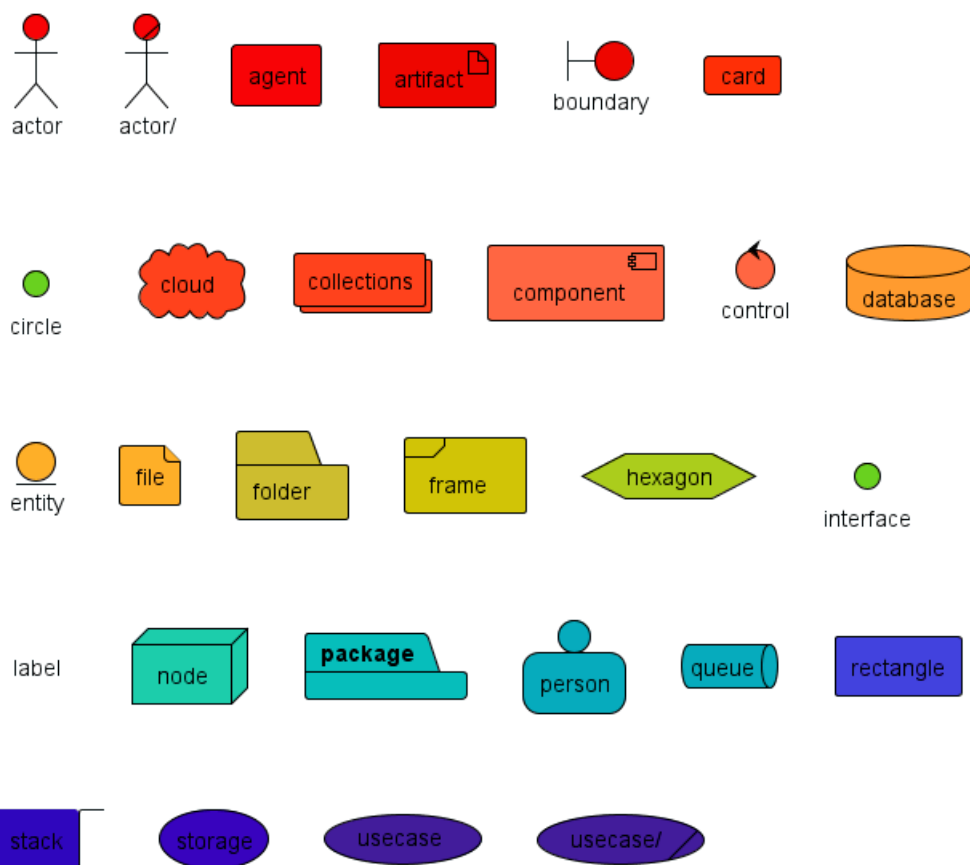 actor
actor/
agent
artifact
boundary
card
circle
cloud
collections
component
control
database
entity
file
folder
frame
hexagon
interface
label
node
package
person
queue
rectangle
stack
storage
usecase
usecase/